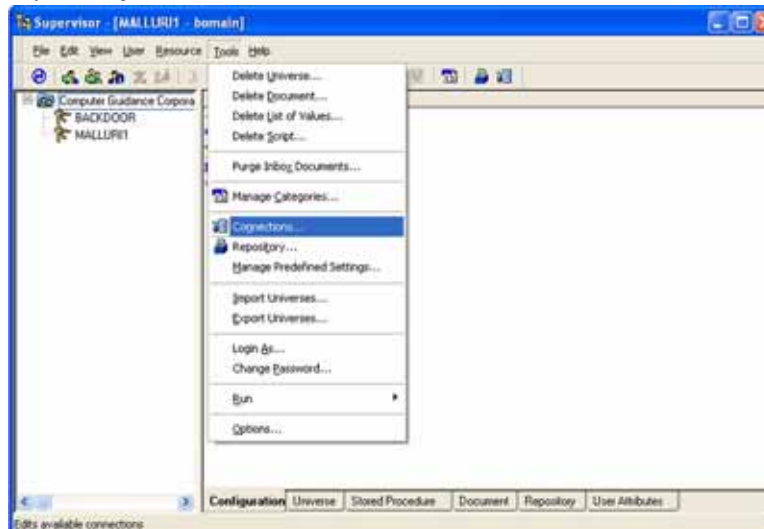 Supervisor - [MALLURI1 - bomain]
File Edit View User Resource Tools Help
Computer Guidance Corpora
BACKDOOR
MALLURI1
Delete Universe...
Delete Document...
Delete List of Values...
Delete Script...
Purge Inbox Documents...
Manage Categories...
Connections...
Repository...
Manage Predefined Settings...
Import Universes...
Export Universes...
Login As...
Change Password...
Run
Options...
Configuration Universe Stored Procedure Document Repository User Attributes
Edits available connections